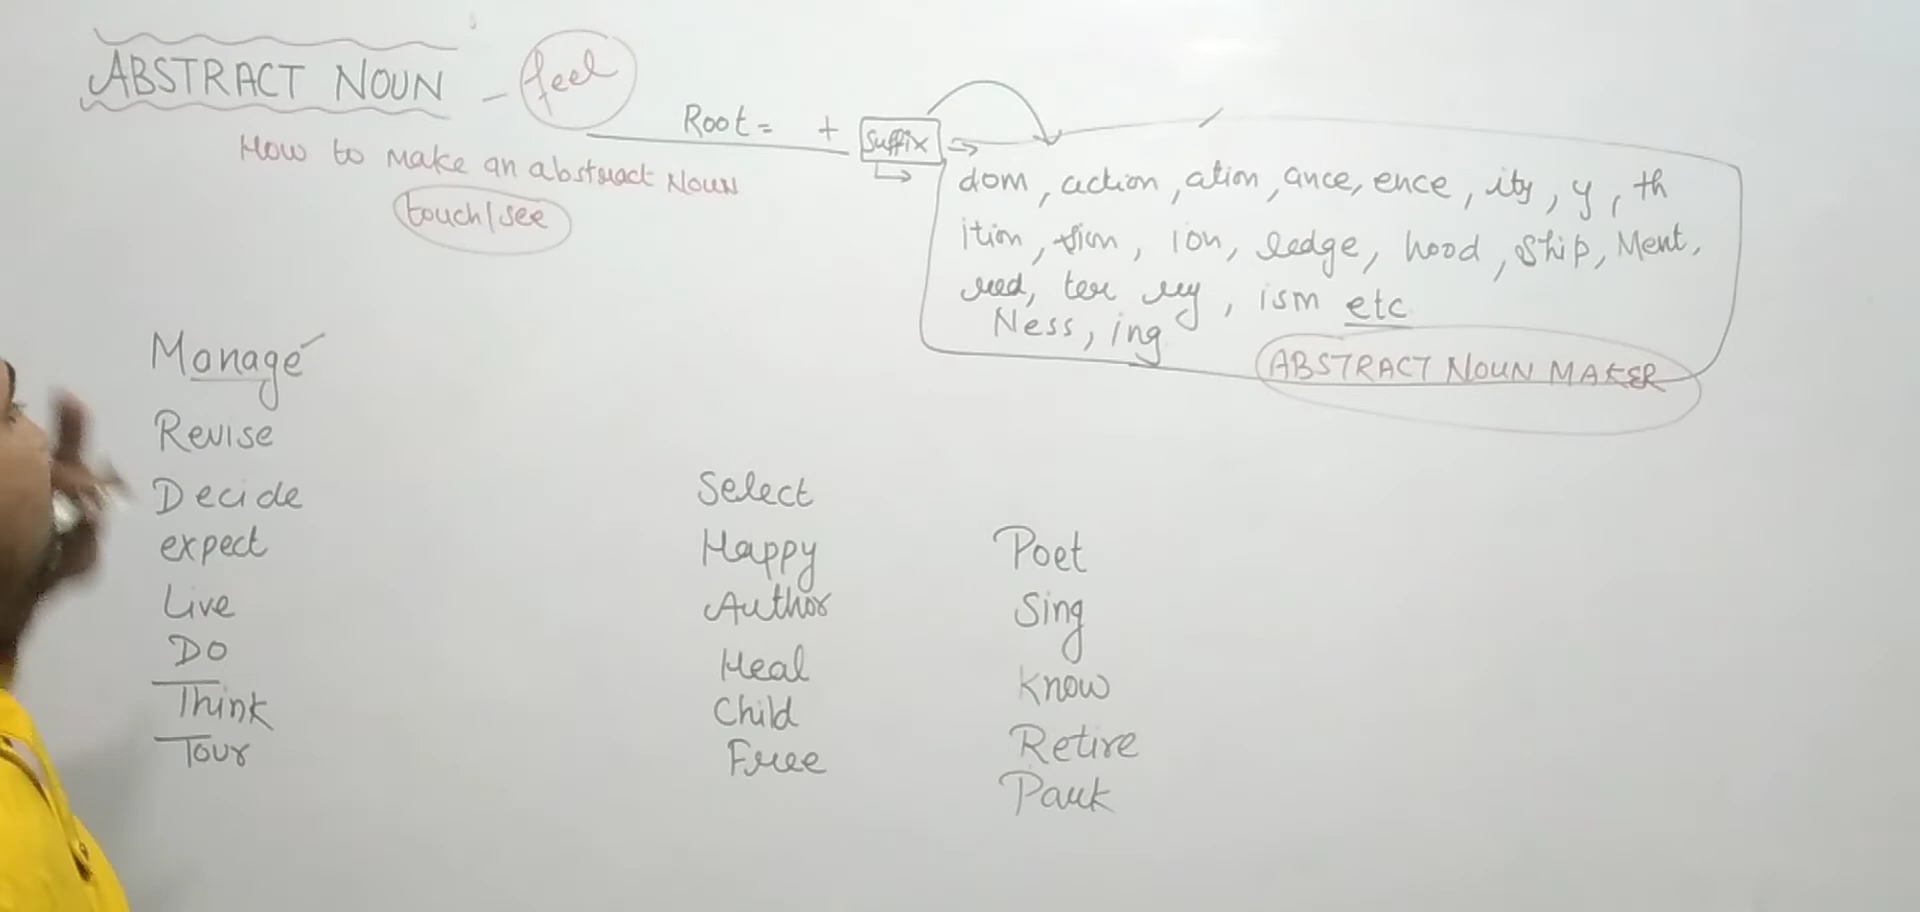 ABSTRACT NOUN - feel
Root = + Suffix
How to make an abstract Noun
touch/see
dom, action, ation, ance, ence, ity, y, th
ition, sion, ion, ledge, hood, ship, Ment,
red, ter ry, ism etc
Ness, ing
ABSTRACT NOUN MAKER
Manage
Revise
Decide
expect
Live
Do
Think
Tour
Select
Happy
Author
Heal
Child
Free
Poet
Sing
Know
Retire
Park